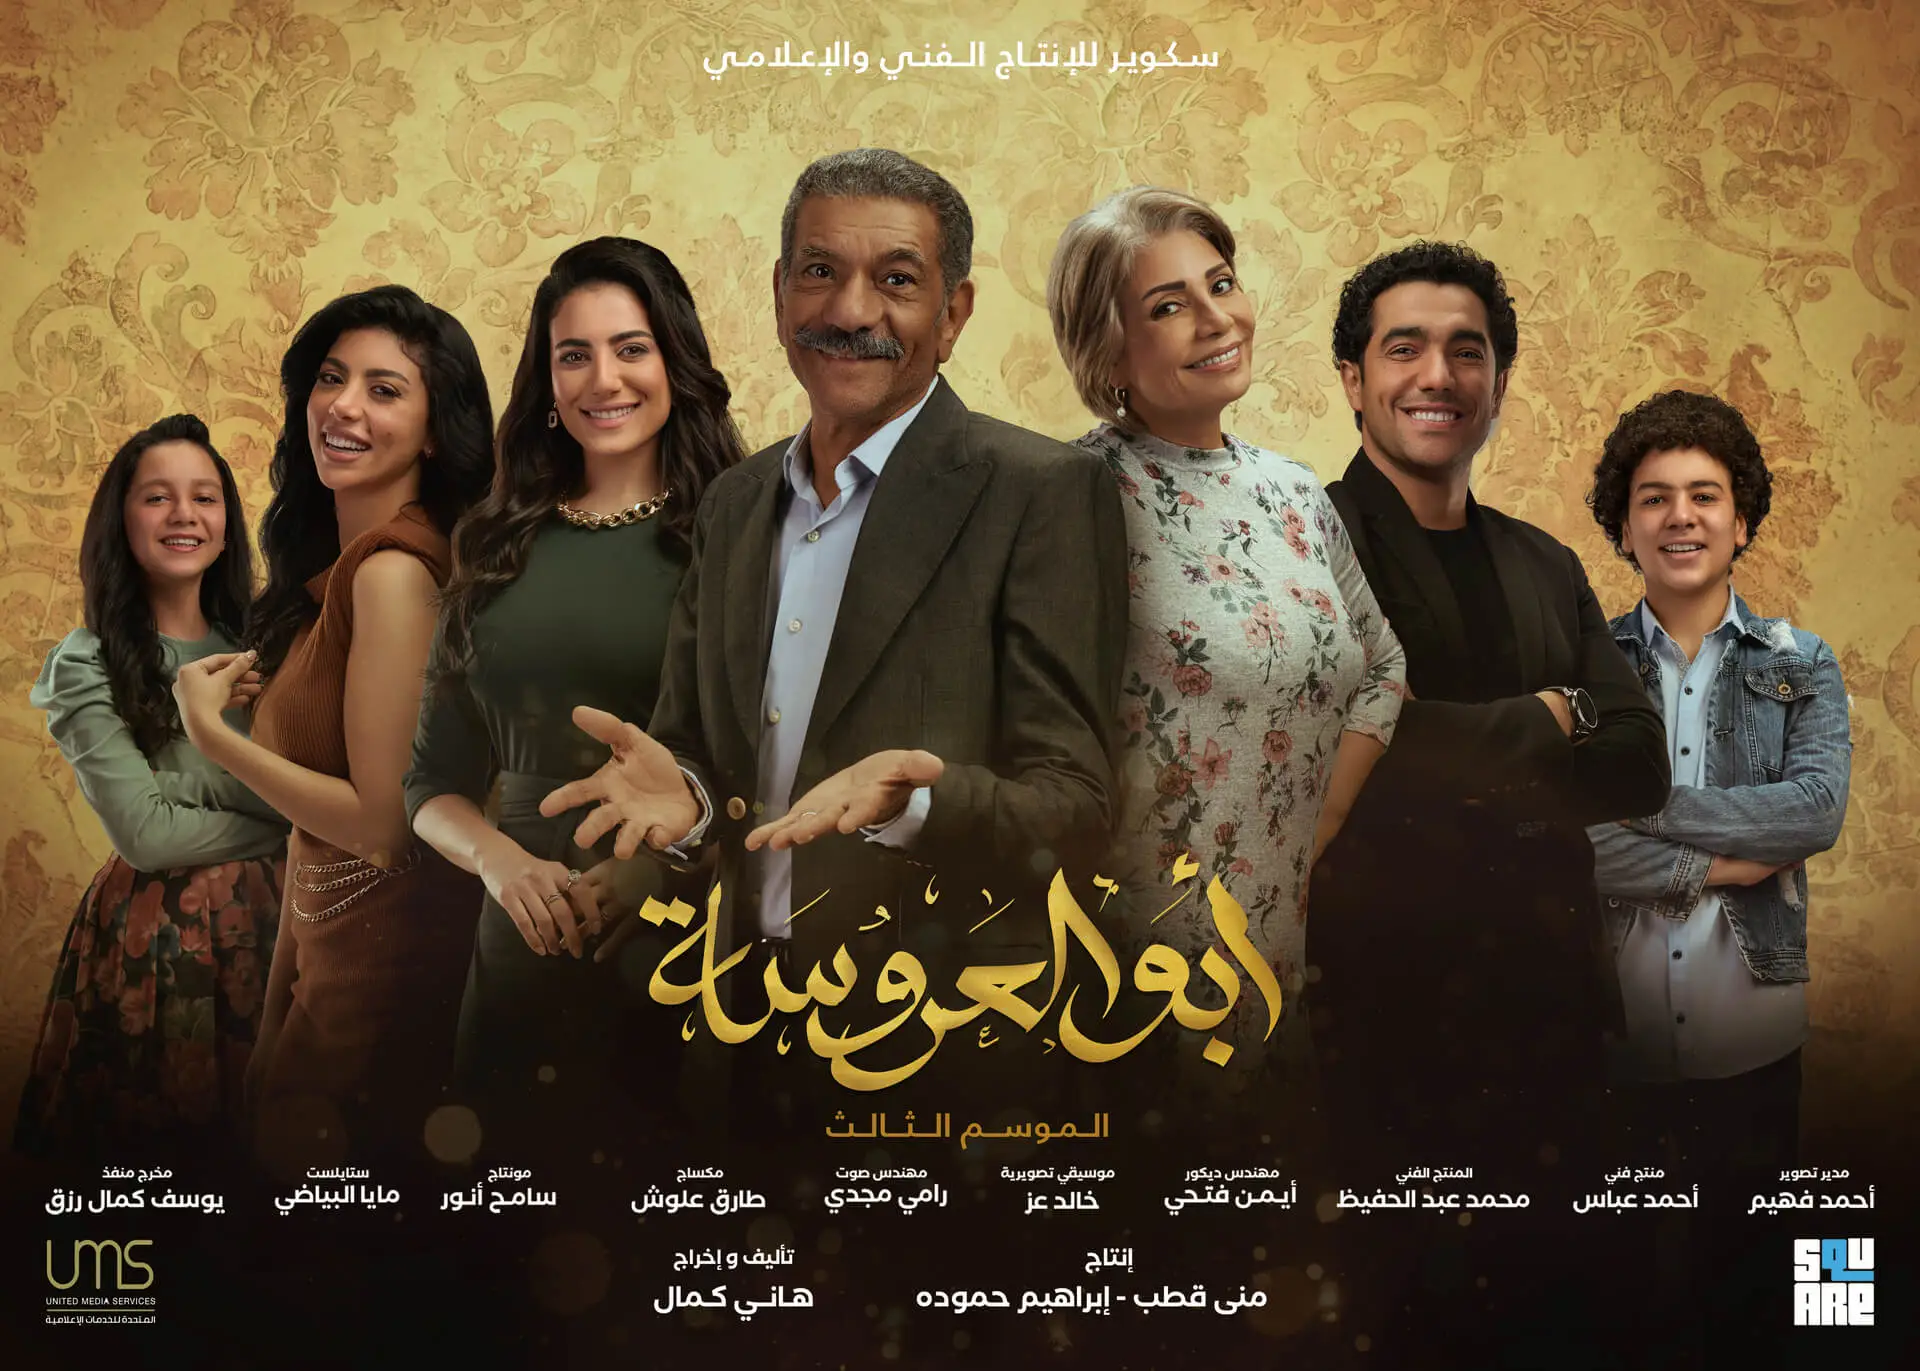 سكوير للإنتاج الفني والإعلامي
أَبُو العَرُوسَة
الموسم الثالث
مدير تصوير
أحمد فهيم
منتج فني
أحمد عباس
المنتج الفني
محمد عبد الحفيظ
مهندس ديكور
أيمن فتحي
موسيقي تصويرية
خالد عز
مهندس صوت
رامي مجدي
مكساج
طارق علوش
مونتاج
سامح أنور
ستايلست
مايا البياضي
مخرج منفذ
يوسف كمال رزق
إنتاج
منى قطب - إبراهيم حموده
تأليف و إخراج
هاني كمال
SQUARE
UMS
UNITED MEDIA SERVICES
المتحدة للخدمات الإعلامية